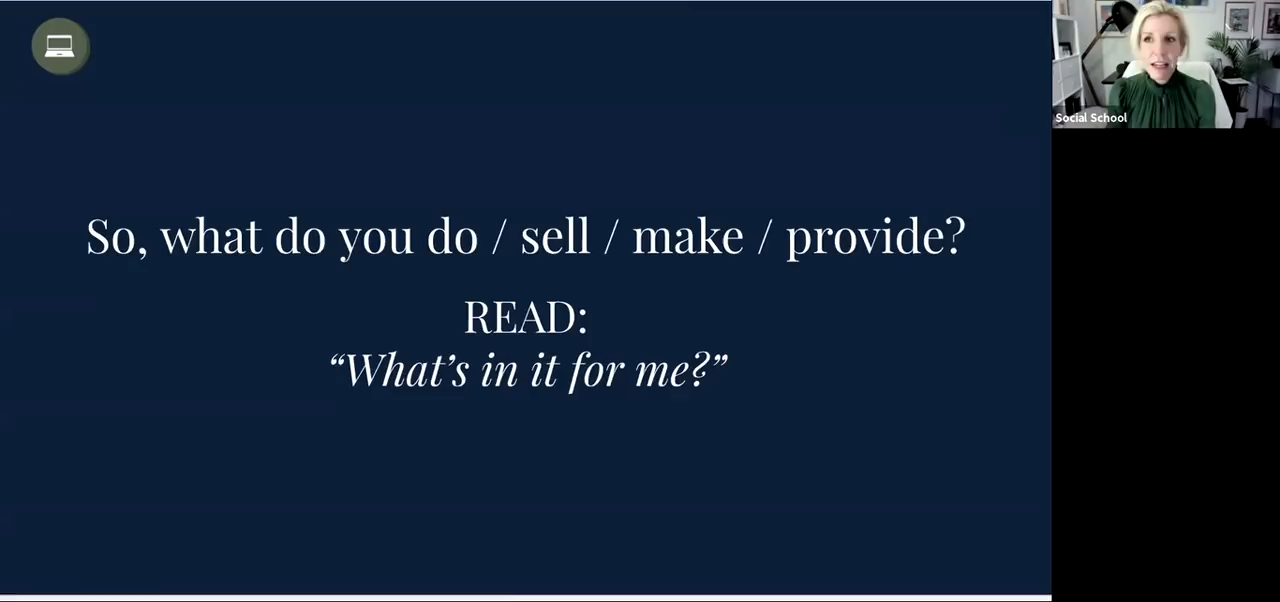 So, what do you do / sell / make / provide?
READ:
“What’s in it for me?”
Social School